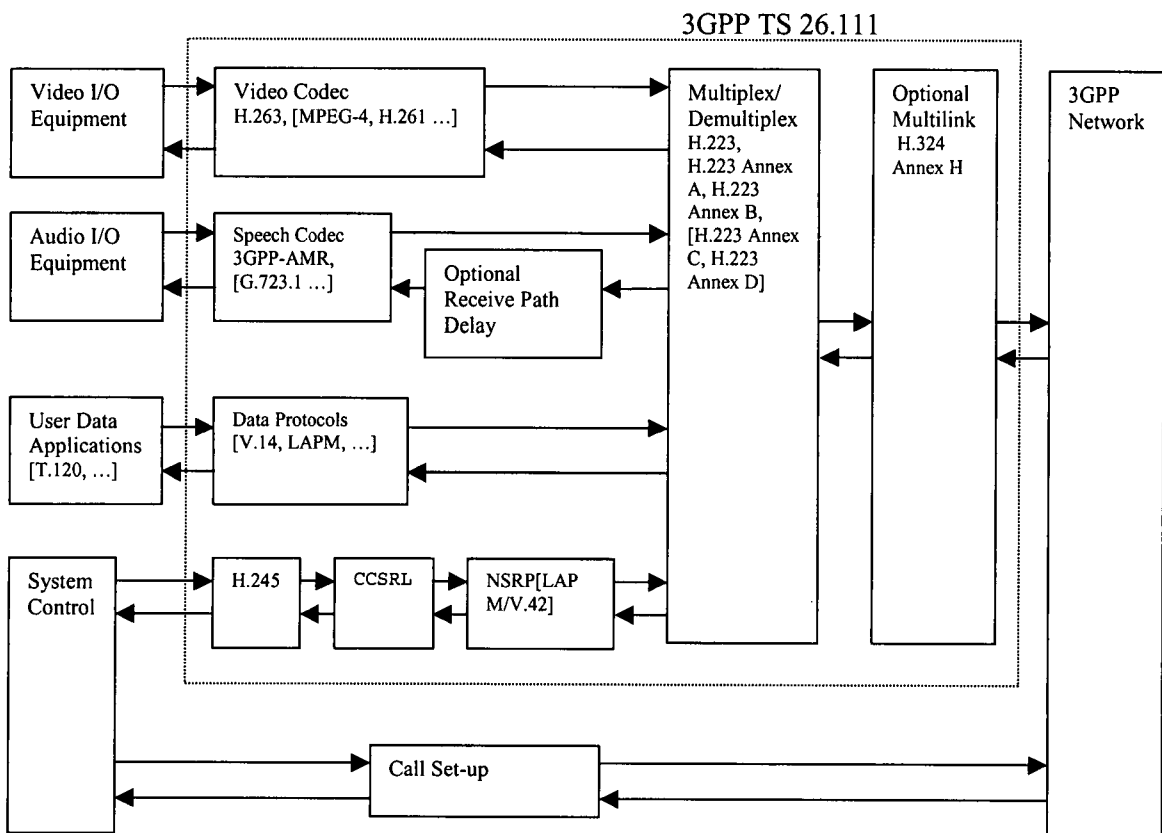 3GPP TS 26.111
Video I/O
Equipment
Video Codec
H.263, [MPEG-4, H.261 ...]
Multiplex/
Demultiplex
H.223,
H.223 Annex
A, H.223
Annex B,
[H.223 Annex
C, H.223
Annex D]
Optional
Multilink
H.324
Annex H
3GPP
Network
Audio I/O
Equipment
Speech Codec
3GPP-AMR,
[G.723.1 ...]
Optional
Receive Path
Delay
User Data
Applications
[T.120, ...]
Data Protocols
[V.14, LAPM, ...]
System
Control
H.245
CCSRL
NSRP[LAP
M/V.42]
Call Set-up